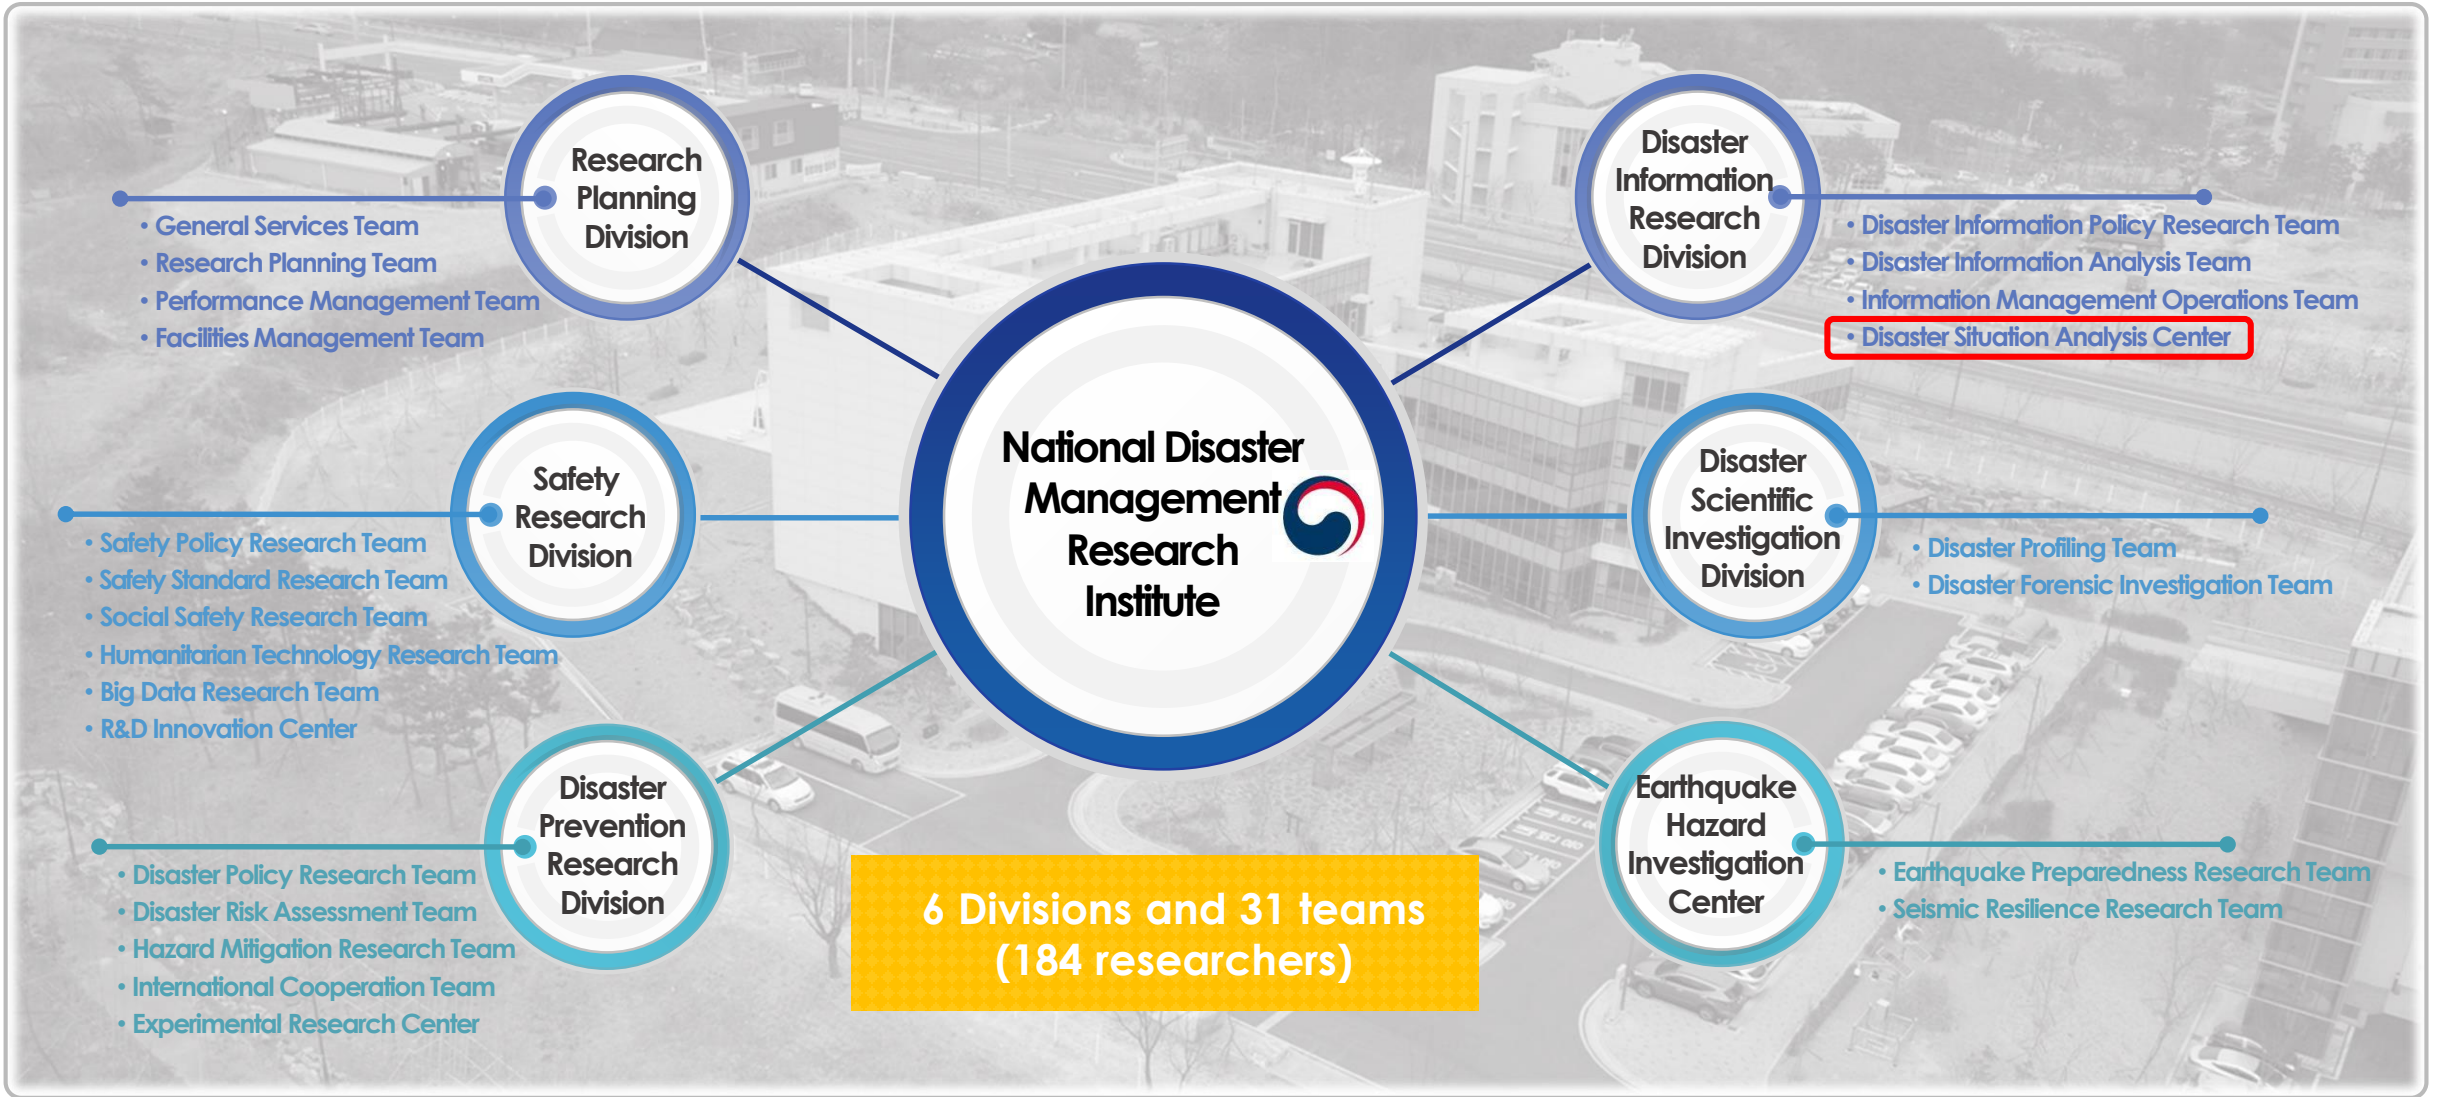 Research
Planning
Division
• General Services Team
• Research Planning Team
• Performance Management Team
• Facilities Management Team
Safety
Research
Division
• Safety Policy Research Team
• Safety Standard Research Team
• Social Safety Research Team
• Humanitarian Technology Research Team
• Big Data Research Team
• R&D Innovation Center
Disaster
Prevention
Research
Division
• Disaster Policy Research Team
• Disaster Risk Assessment Team
• Hazard Mitigation Research Team
• International Cooperation Team
• Experimental Research Center
National Disaster
Management
Research
Institute
6 Divisions and 31 teams
(184 researchers)
Disaster
Information
Research
Division
• Disaster Information Policy Research Team
• Disaster Information Analysis Team
• Information Management Operations Team
• Disaster Situation Analysis Center
Disaster
Scientific
Investigation
Division
• Disaster Profiling Team
• Disaster Forensic Investigation Team
Earthquake
Hazard
Investigation
Center
• Earthquake Preparedness Research Team
• Seismic Resilience Research Team